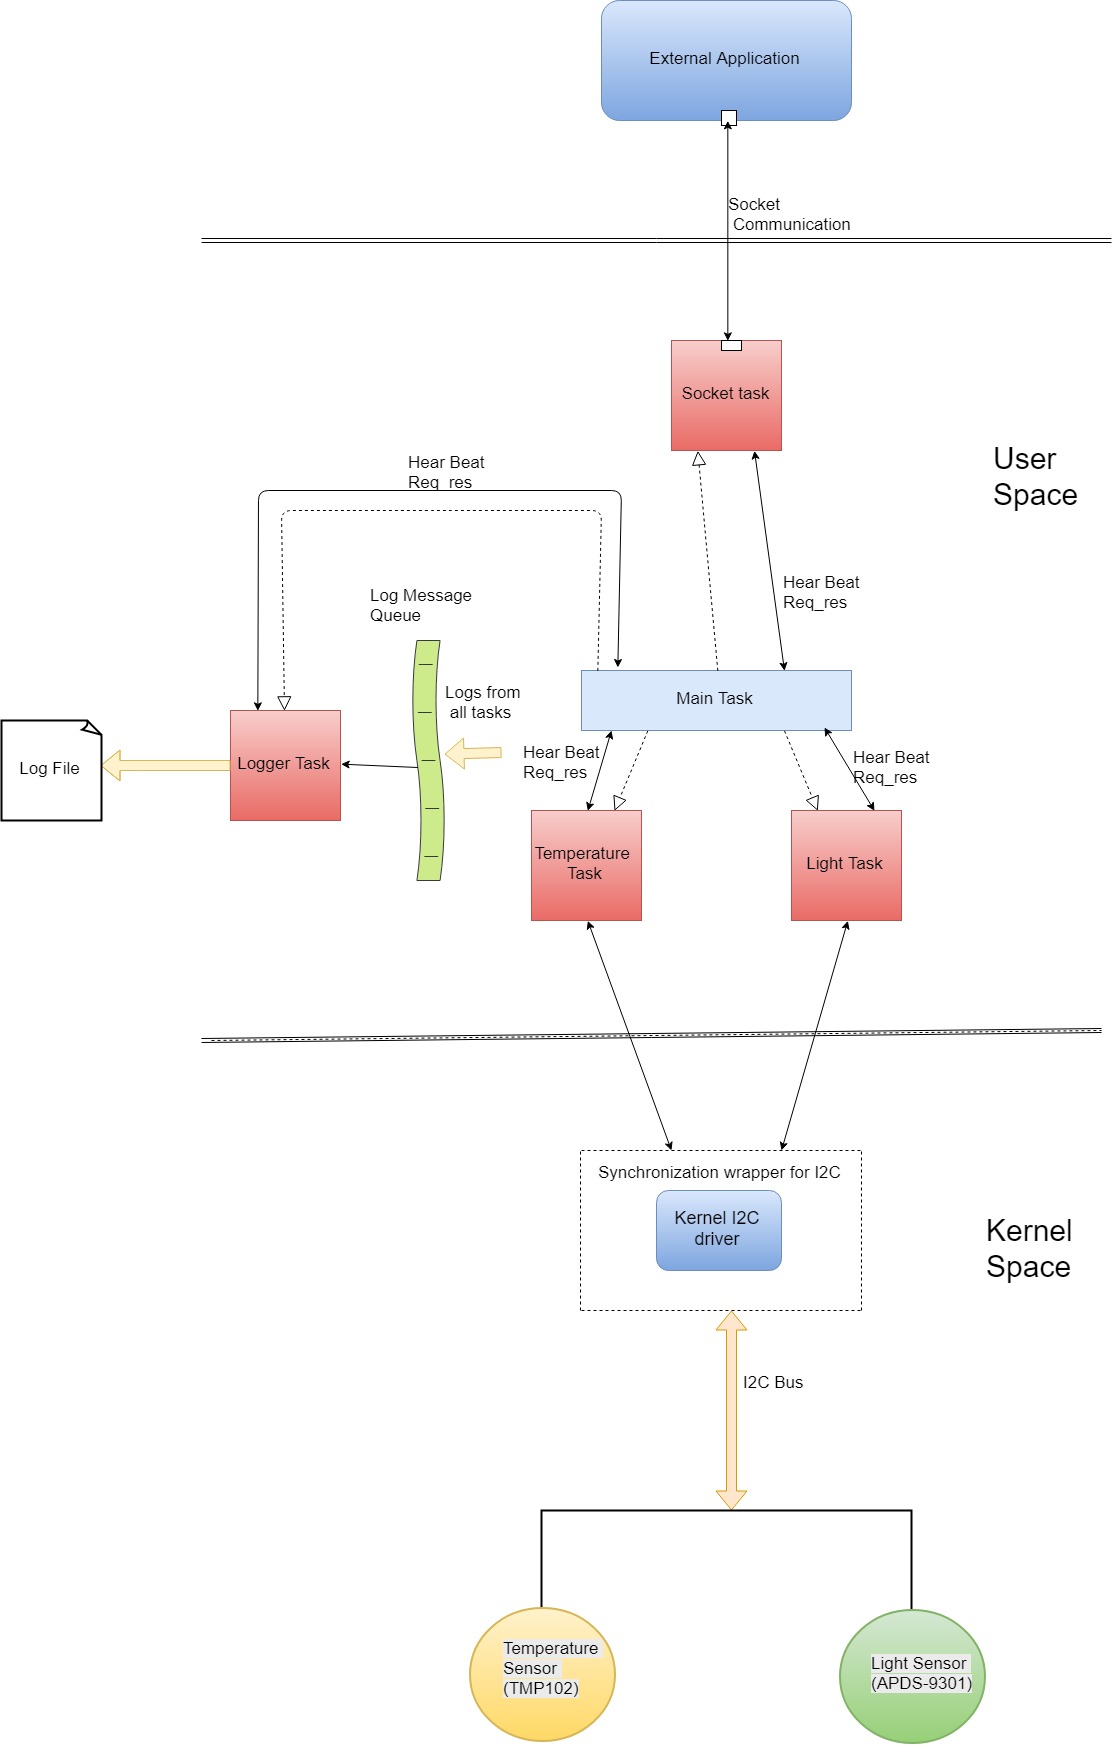 External Application
Socket
Communication
Socket task
User
Space
Hear Beat
Req_res
Hear Beat
Req_res
Log Message
Queue
Logs from
all tasks
Main Task
Log File
Logger Task
Hear Beat
Req_res
Hear Beat
Req_res
Temperature
Task
Light Task
Synchronization wrapper for I2C
Kernel I2C
driver
Kernel
Space
I2C Bus
Temperature
Sensor
(TMP102)
Light Sensor
(APDS-9301)